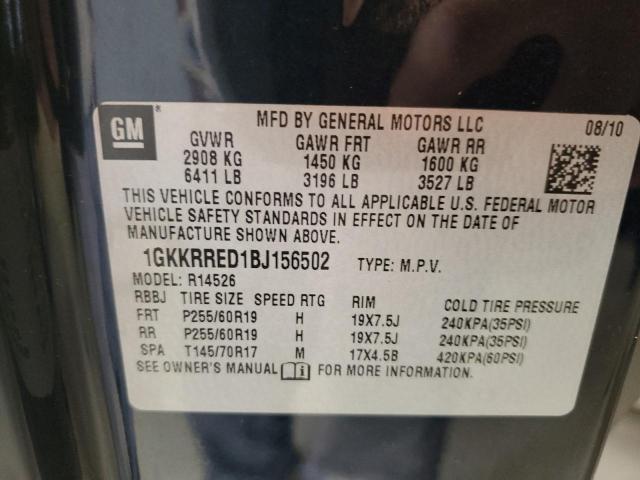 GM ®
MFD BY GENERAL MOTORS LLC 08/10
GVWR GAWR FRT GAWR RR
2908 KG 1450 KG 1600 KG
6411 LB 3196 LB 3527 LB
THIS VEHICLE CONFORMS TO ALL APPLICABLE U.S. FEDERAL MOTOR
VEHICLE SAFETY STANDARDS IN EFFECT ON THE DATE OF
MANUFACTURE SHOWN ABOVE.
1GKKRRED1BJ156502 TYPE: M.P.V.
MODEL: R14526
RBBJ TIRE SIZE SPEED RTG RIM COLD TIRE PRESSURE
FRT P255/60R19 H 19X7.5J 240KPA(35PSI)
RR P255/60R19 H 19X7.5J 240KPA(35PSI)
SPA T145/70R17 M 17X4.5B 420KPA(60PSI)
SEE OWNER'S MANUAL FOR MORE INFORMATION.